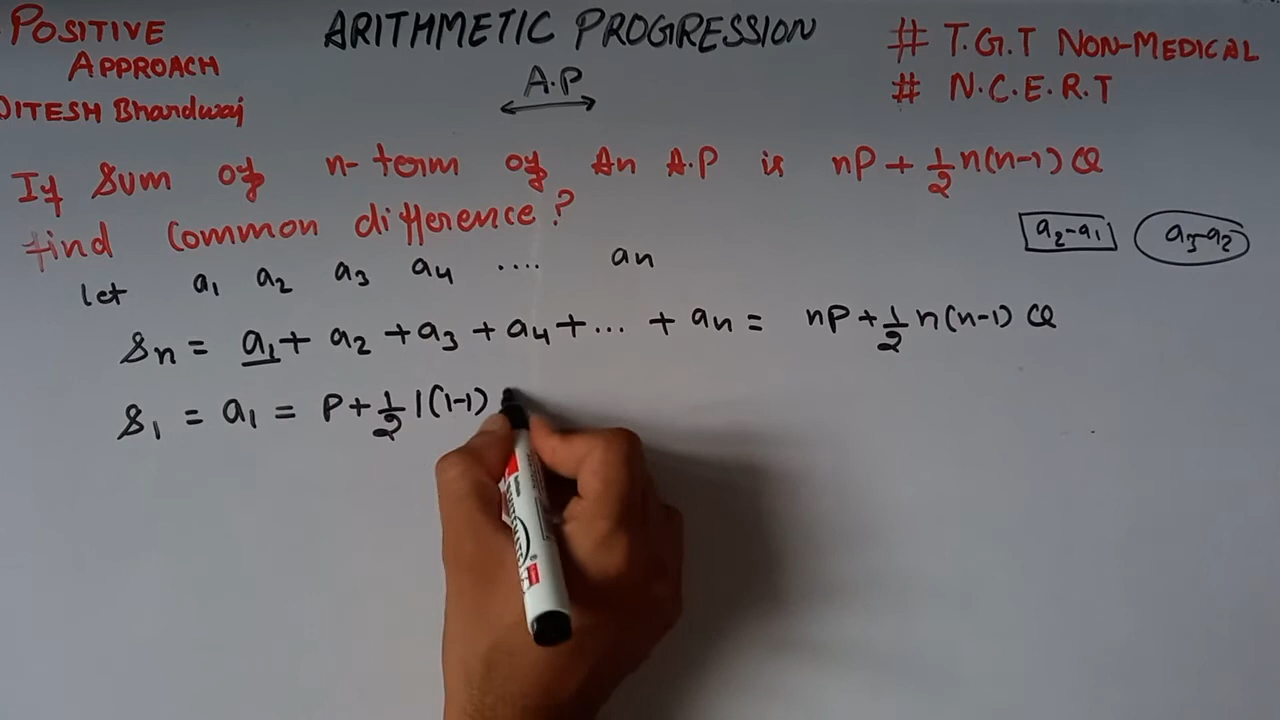 POSITIVE
APPROACH
JITESH Bhardwaj
ARITHMETIC PROGRESSION
A.P
# T.G.T NON-MEDICAL
# N.C.E.R.T
If Sum of n-term of An A.P is nP + 1/2 n(n-1) Q
find Common difference?
a2-a1 a3-a2
let a1 a2 a3 a4 .... an
Sn = a1 + a2 + a3 + a4 + ... + an = nP + 1/2 n(n-1) Q
S1 = a1 = P + 1/2 1(1-1)